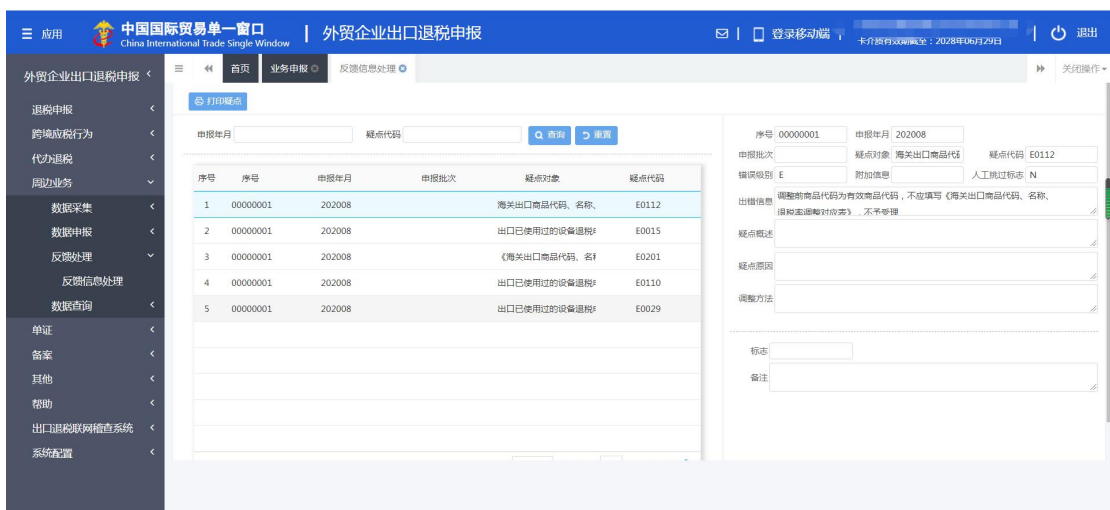 应用
中国国际贸易单一窗口
China International Trade Single Window
外贸企业出口退税申报
登录移动端
卡介质有效期截至：2028年06月29日
退出
外贸企业出口退税申报
首页
业务申报
反馈信息处理
关闭操作
退税申报
跨境应税行为
代办退税
周边业务
数据采集
数据申报
反馈处理
反馈信息处理
数据查询
单证
备案
其他
帮助
出口退税联网稽查系统
系统配置
打印疑点
申报年月
疑点代码
查询
重置
序号 序号 申报年月 申报批次 疑点对象 疑点代码
1 00000001 202008 海关出口商品代码、名称、 E0112
2 00000001 202008 出口已使用过的设备退税 E0015
3 00000001 202008 《海关出口商品代码、名 E0201
4 00000001 202008 出口已使用过的设备退税 E0110
5 00000001 202008 出口已使用过的设备退税 E0029
序号 00000001 申报年月 202008
申报批次 疑点对象 海关出口商品代码 疑点代码 E0112
错误级别 E 附加信息 人工挑过标志 N
出错信息 调整前商品代码为有效商品代码，不应填写《海关出口商品代码、名称、
退税率调整对应表》，不予受理
疑点概述
疑点原因
调整方法
标志
备注